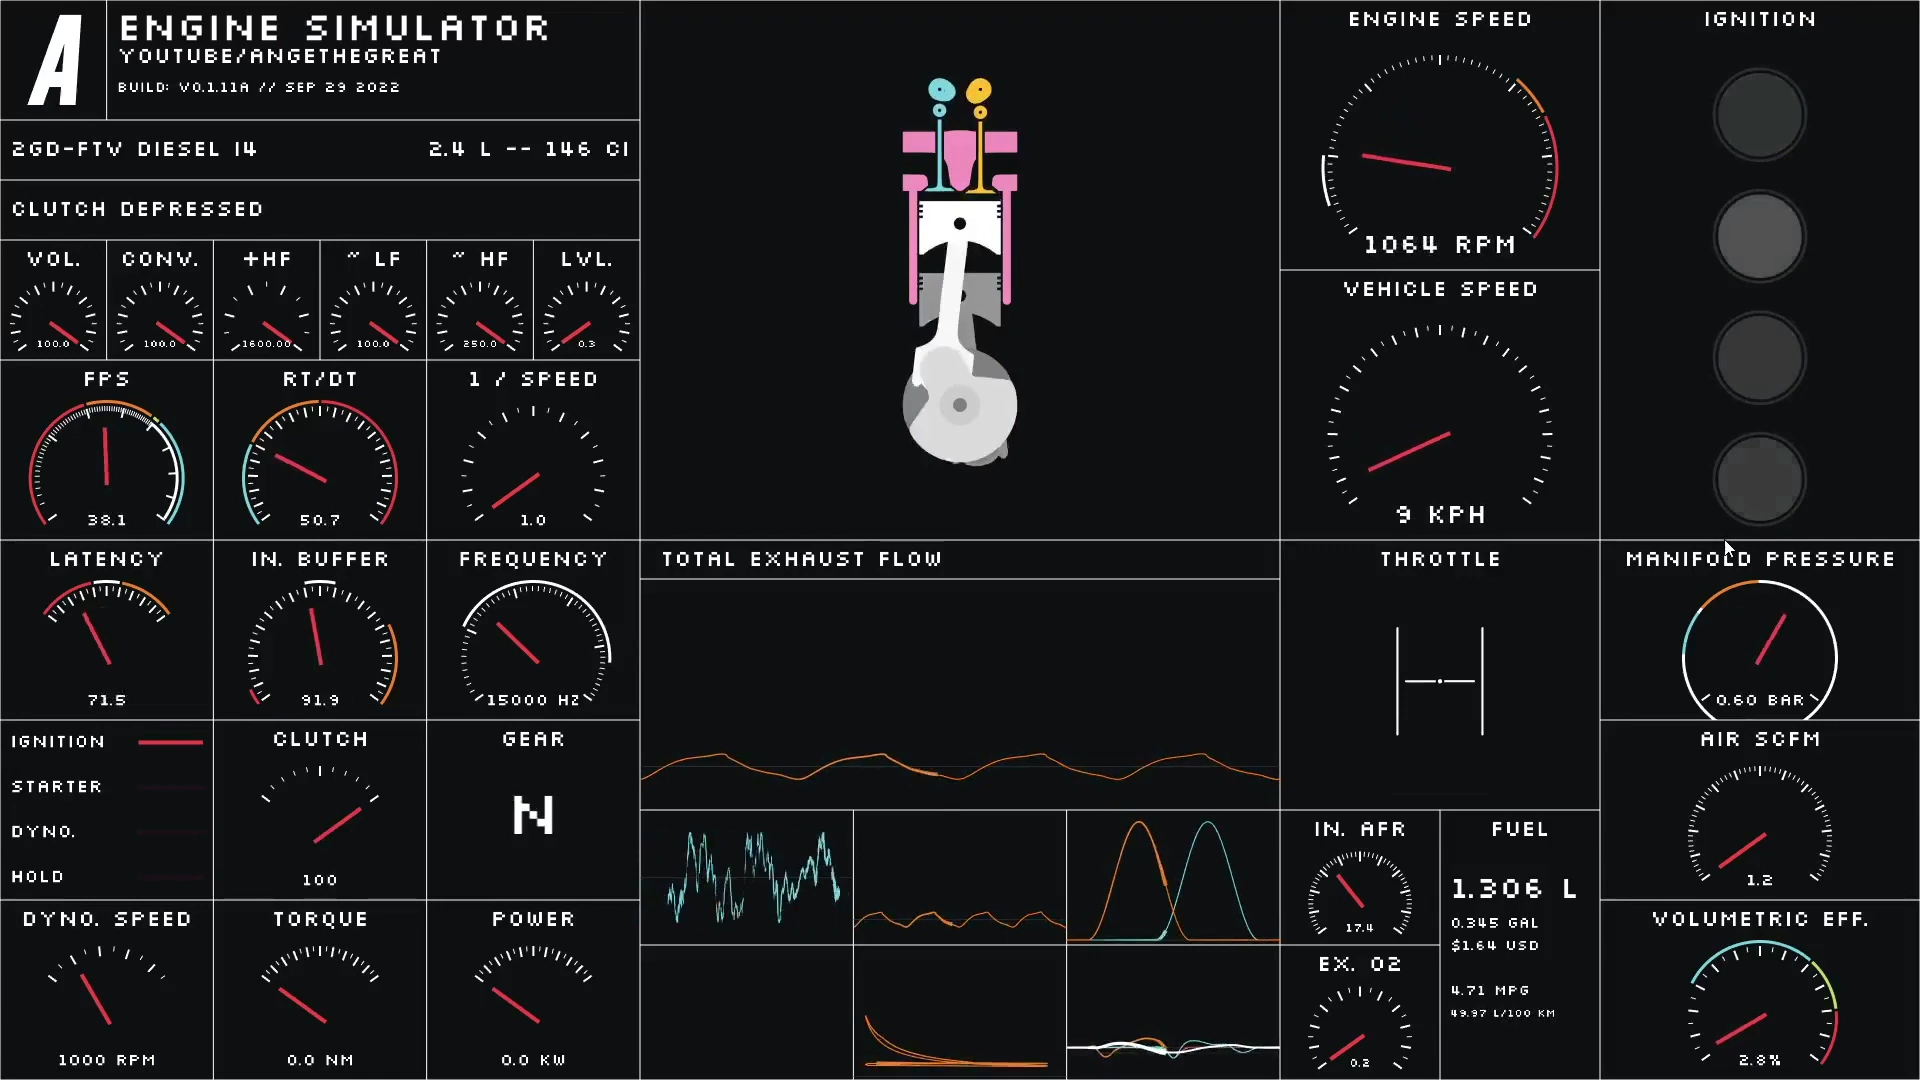 A
ENGINE SIMULATOR
YOUTUBE/ANGETHEGREAT
BUILD: V0.1.11A // SEP 29 2022
2GD-FTV DIESEL I4
2.4 L -- 146 CI
CLUTCH DEPRESSED
VOL.
CONV.
+HF
~ LF
~ HF
LVL.
100.0
100.0
1600.00
100.0
250.0
0.3
FPS
RT/DT
1 / SPEED
38.1
50.7
1.0
LATENCY
IN. BUFFER
FREQUENCY
71.5
91.9
15000 HZ
IGNITION
STARTER
DYNO.
HOLD
CLUTCH
100
GEAR
N
DYNO. SPEED
TORQUE
POWER
1000 RPM
0.0 NM
0.0 KW
TOTAL EXHAUST FLOW
ENGINE SPEED
1064 RPM
VEHICLE SPEED
9 KPH
THROTTLE
IN. AFR
17.4
EX. O2
0.2
FUEL
1.306 L
0.345 GAL
$1.64 USD
4.71 MPG
49.97 L/100 KM
IGNITION
MANIFOLD PRESSURE
0.60 BAR
AIR SCFM
1.2
VOLUMETRIC EFF.
2.8%